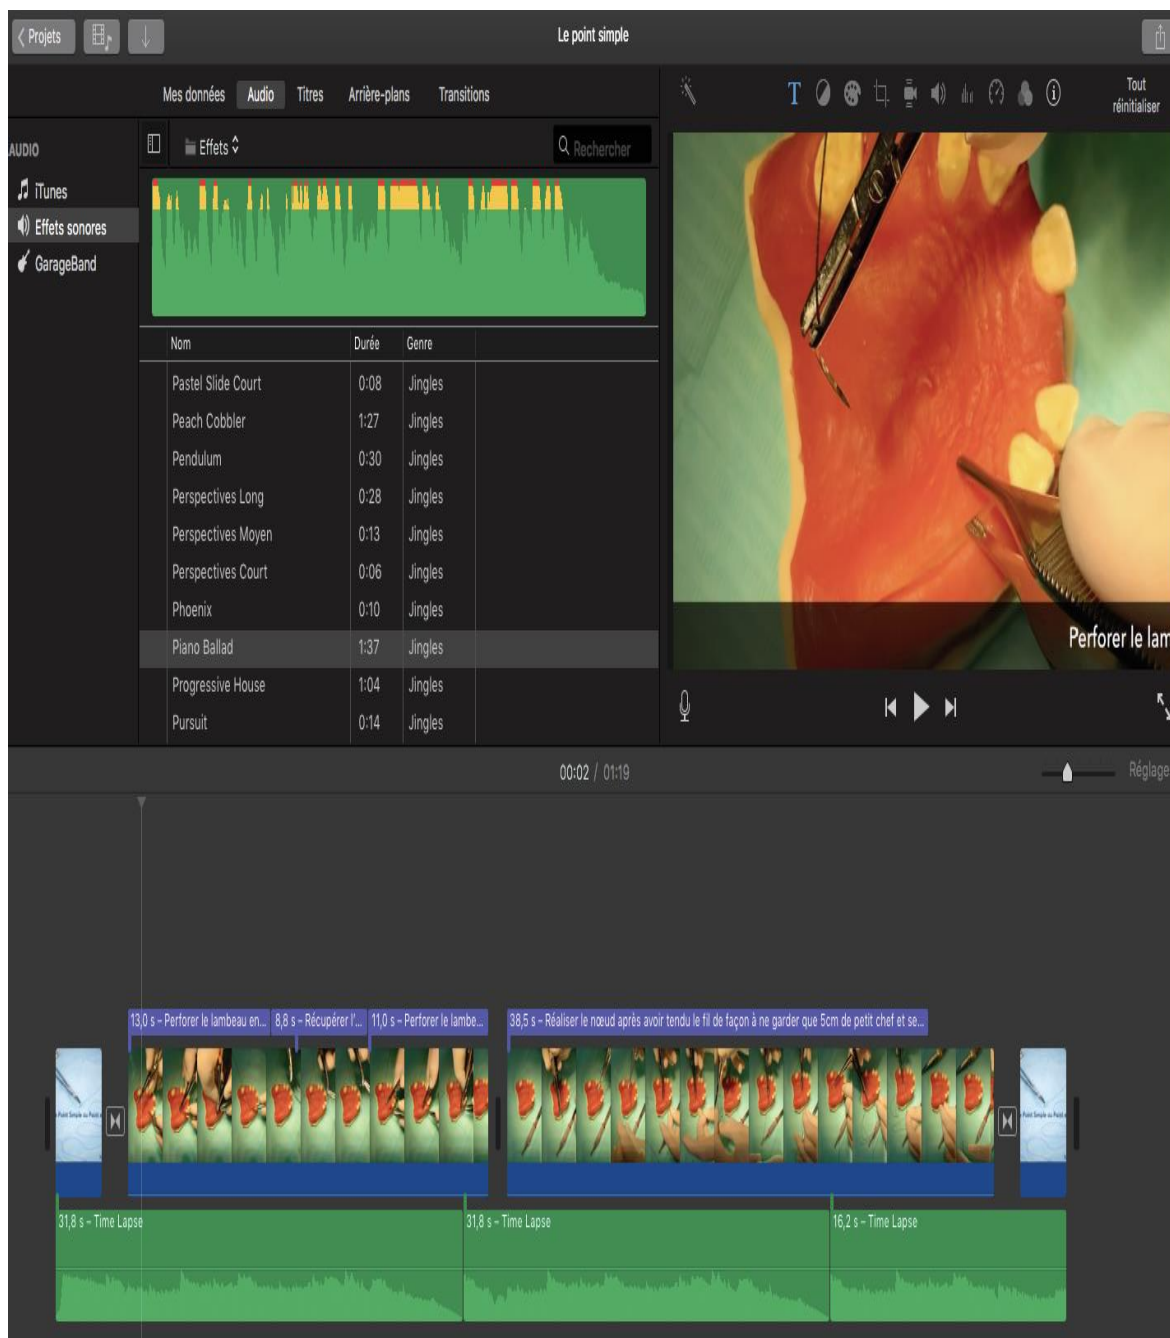 Projets
Le point simple
Mes données Audio Titres Arrière-plans Transitions
Tout
réinitialiser
AUDIO
iTunes
Effets sonores
GarageBand
Effets
Rechercher
Nom Durée Genre
Pastel Slide Court 0:08 Jingles
Peach Cobbler 1:27 Jingles
Pendulum 0:30 Jingles
Perspectives Long 0:28 Jingles
Perspectives Moyen 0:13 Jingles
Perspectives Court 0:06 Jingles
Phoenix 0:10 Jingles
Piano Ballad 1:37 Jingles
Progressive House 1:04 Jingles
Pursuit 0:14 Jingles
Perforer le lam
00:02 / 01:19
Réglage
13,0 s – Perforer le lambeau en... 8,8 s – Récupérer l'... 11,0 s – Perforer le lambe... 38,5 s – Réaliser le nœud après avoir tendu le fil de façon à ne garder que 5cm de petit chef et se...
31,8 s – Time Lapse 31,8 s – Time Lapse 16,2 s – Time Lapse